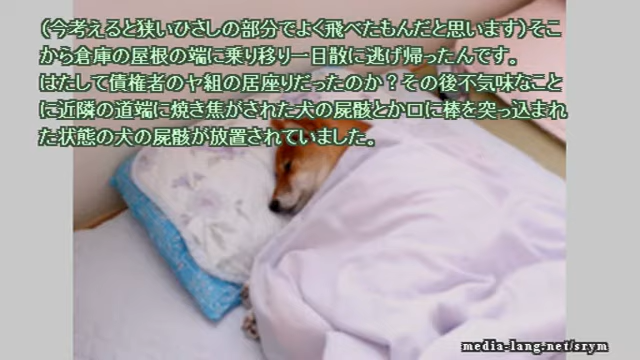 （今考えると狭いひさしの部分でよく飛べたもんだと思います）そこ
から倉庫の屋根の端に乗り移り一日散に逃げ帰ったんです。
はたして債権者のヤ組の居座りだったのか？その後不気味なこと
に近隣の道端に焼き焦がされた犬の屍骸とか口に棒を突っ込まれ
た状態の犬の屍骸が放置されていました。
media-lang.net/srym